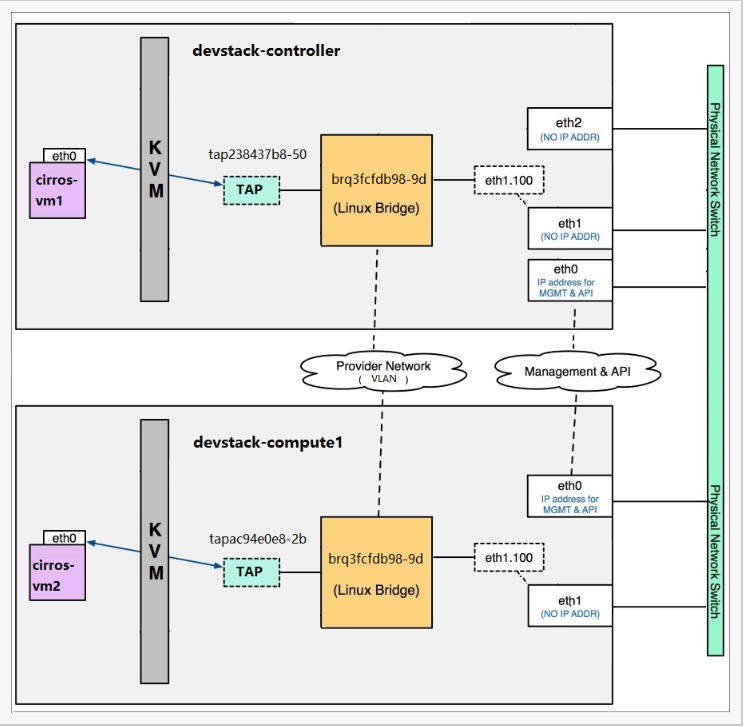 devstack-controller
KVM
eth0
cirros-
vm1
tap238437b8-50
TAP
brq3fcfdb98-9d
(Linux Bridge)
eth1.100
eth2
(NO IP ADDR)
eth1
(NO IP ADDR)
eth0
IP address for
MGMT & API
Physical Network Switch
Provider Network
( VLAN )
Management & API
devstack-compute1
KVM
eth0
cirros-
vm2
tapac94e0e8-2b
TAP
brq3fcfdb98-9d
(Linux Bridge)
eth1.100
eth0
IP address for
MGMT & API
eth1
(NO IP ADDR)
Physical Network Switch